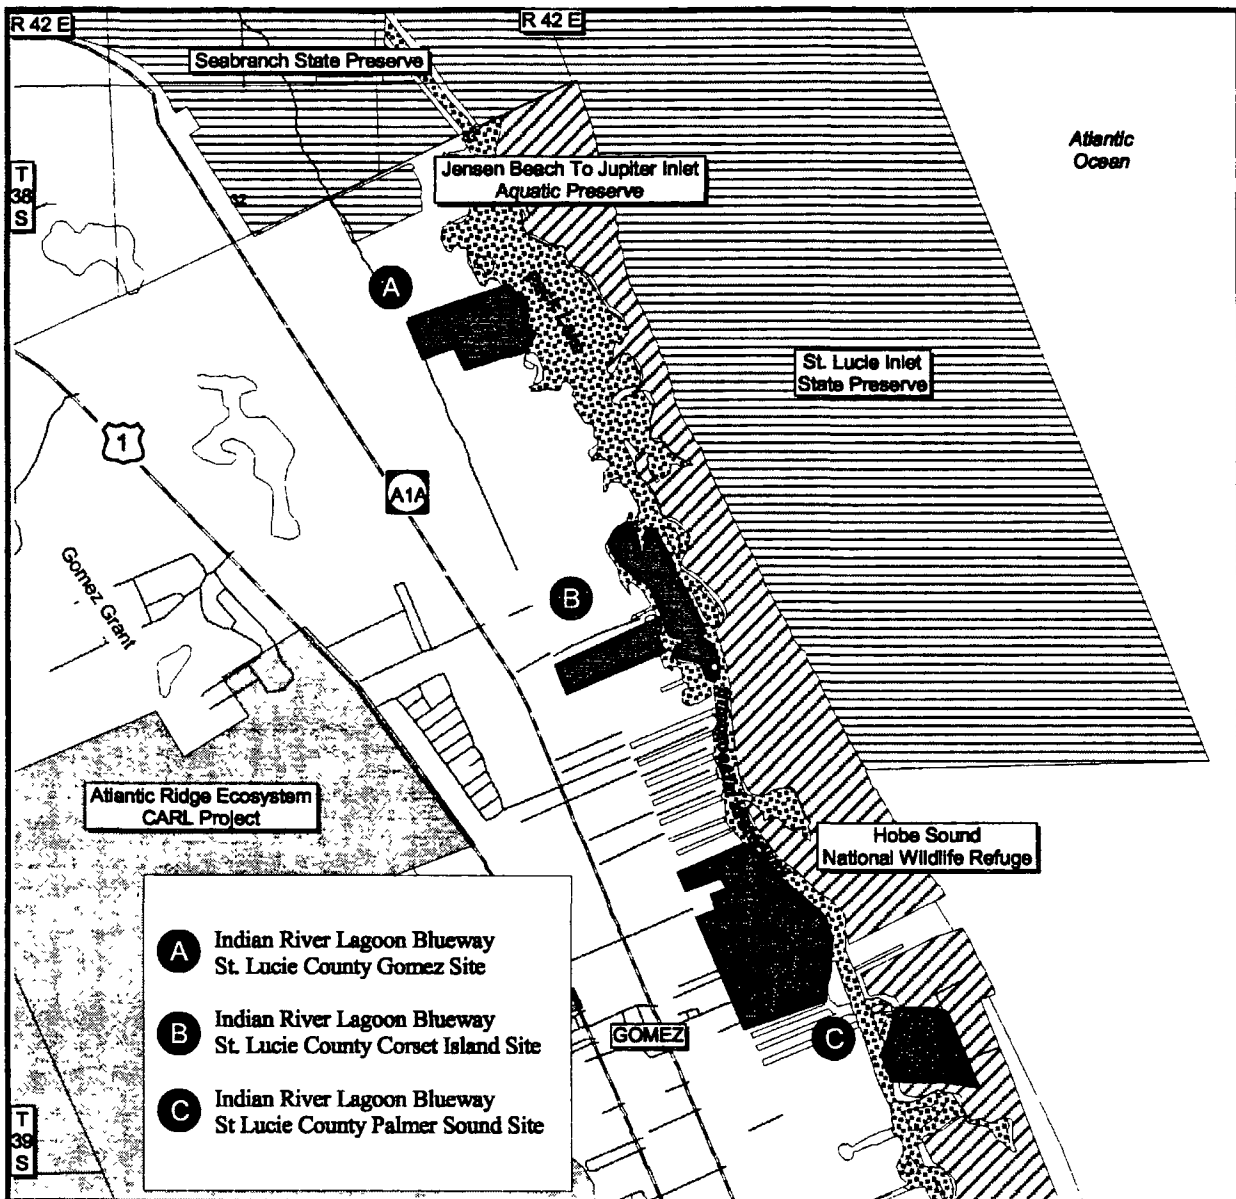 R 42 E
R 42 E
Seabranch State Preserve
Atlantic
Ocean
33
Jensen Beach To Jupiter Inlet
Aquatic Preserve
T
38
S
32
A
St. Lucie Inlet
State Preserve
1
A1A
Gomez Grant
B
Atlantic Ridge Ecosystem
CARL Project
Hobe Sound
National Wildlife Refuge
A
Indian River Lagoon Blueway
St. Lucie County Gomez Site
B
Indian River Lagoon Blueway
St. Lucie County Corset Island Site
GOMEZ
C
C
Indian River Lagoon Blueway
St Lucie County Palmer Sound Site
T
39
S